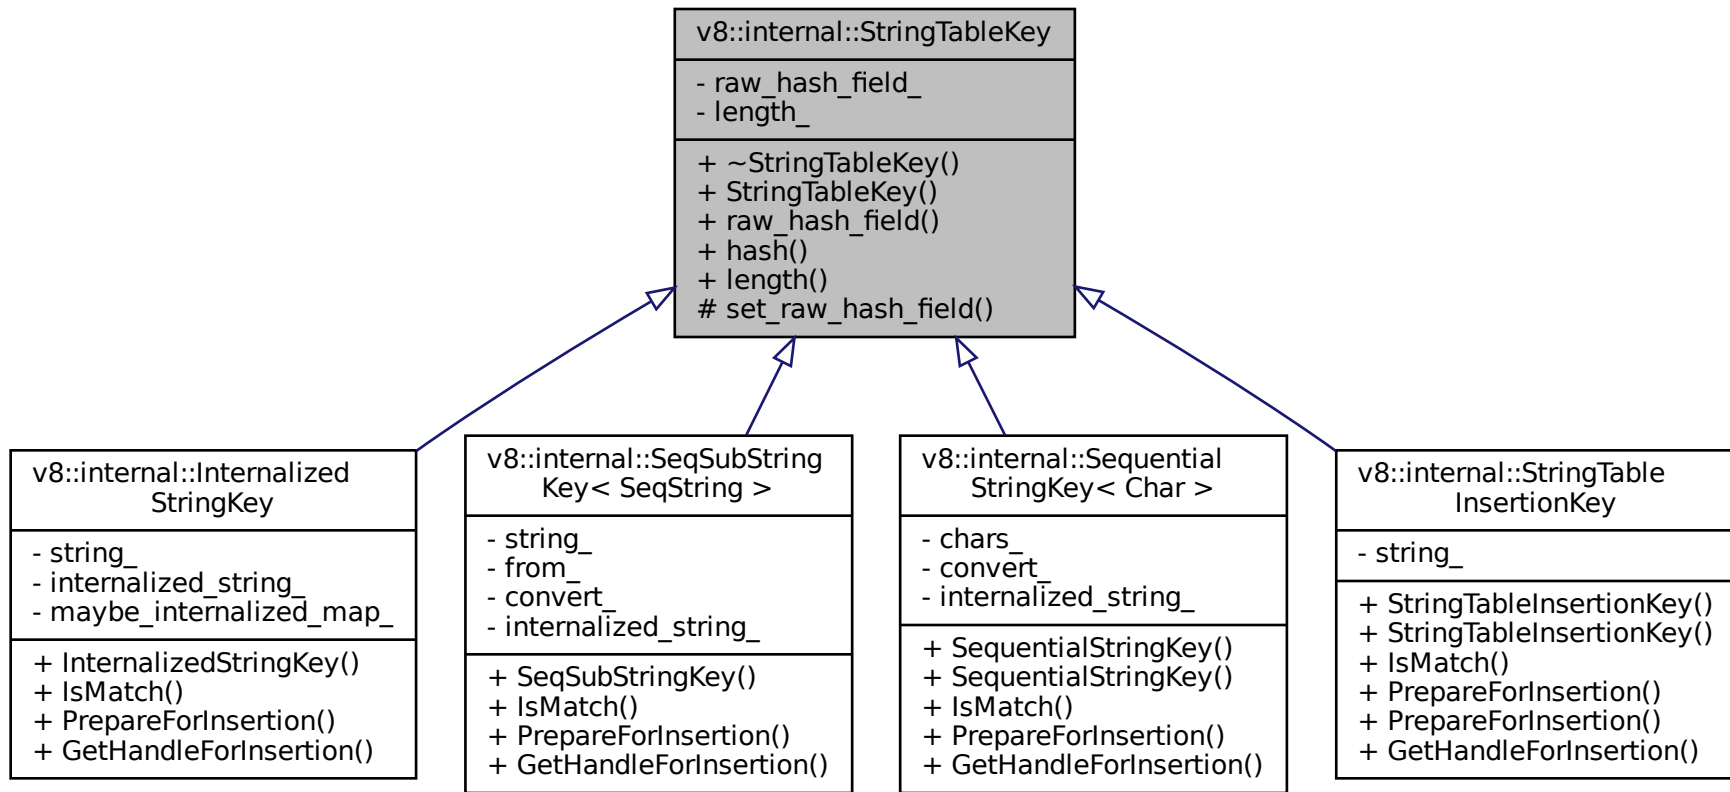 v8::internal::StringTableKey
- raw_hash_field_
- length_
+ ~StringTableKey()
+ StringTableKey()
+ raw_hash_field()
+ hash()
+ length()
# set_raw_hash_field()
v8::internal::Internalized
StringKey
- string_
- internalized_string_
- maybe_internalized_map_
+ InternalizedStringKey()
+ IsMatch()
+ PrepareForInsertion()
+ GetHandleForInsertion()
v8::internal::SeqSubString
Key< SeqString >
- string_
- from_
- convert_
- internalized_string_
+ SeqSubStringKey()
+ IsMatch()
+ PrepareForInsertion()
+ GetHandleForInsertion()
v8::internal::Sequential
StringKey< Char >
- chars_
- convert_
- internalized_string_
+ SequentialStringKey()
+ SequentialStringKey()
+ IsMatch()
+ PrepareForInsertion()
+ GetHandleForInsertion()
v8::internal::StringTable
InsertionKey
- string_
+ StringTableInsertionKey()
+ StringTableInsertionKey()
+ IsMatch()
+ PrepareForInsertion()
+ PrepareForInsertion()
+ GetHandleForInsertion()